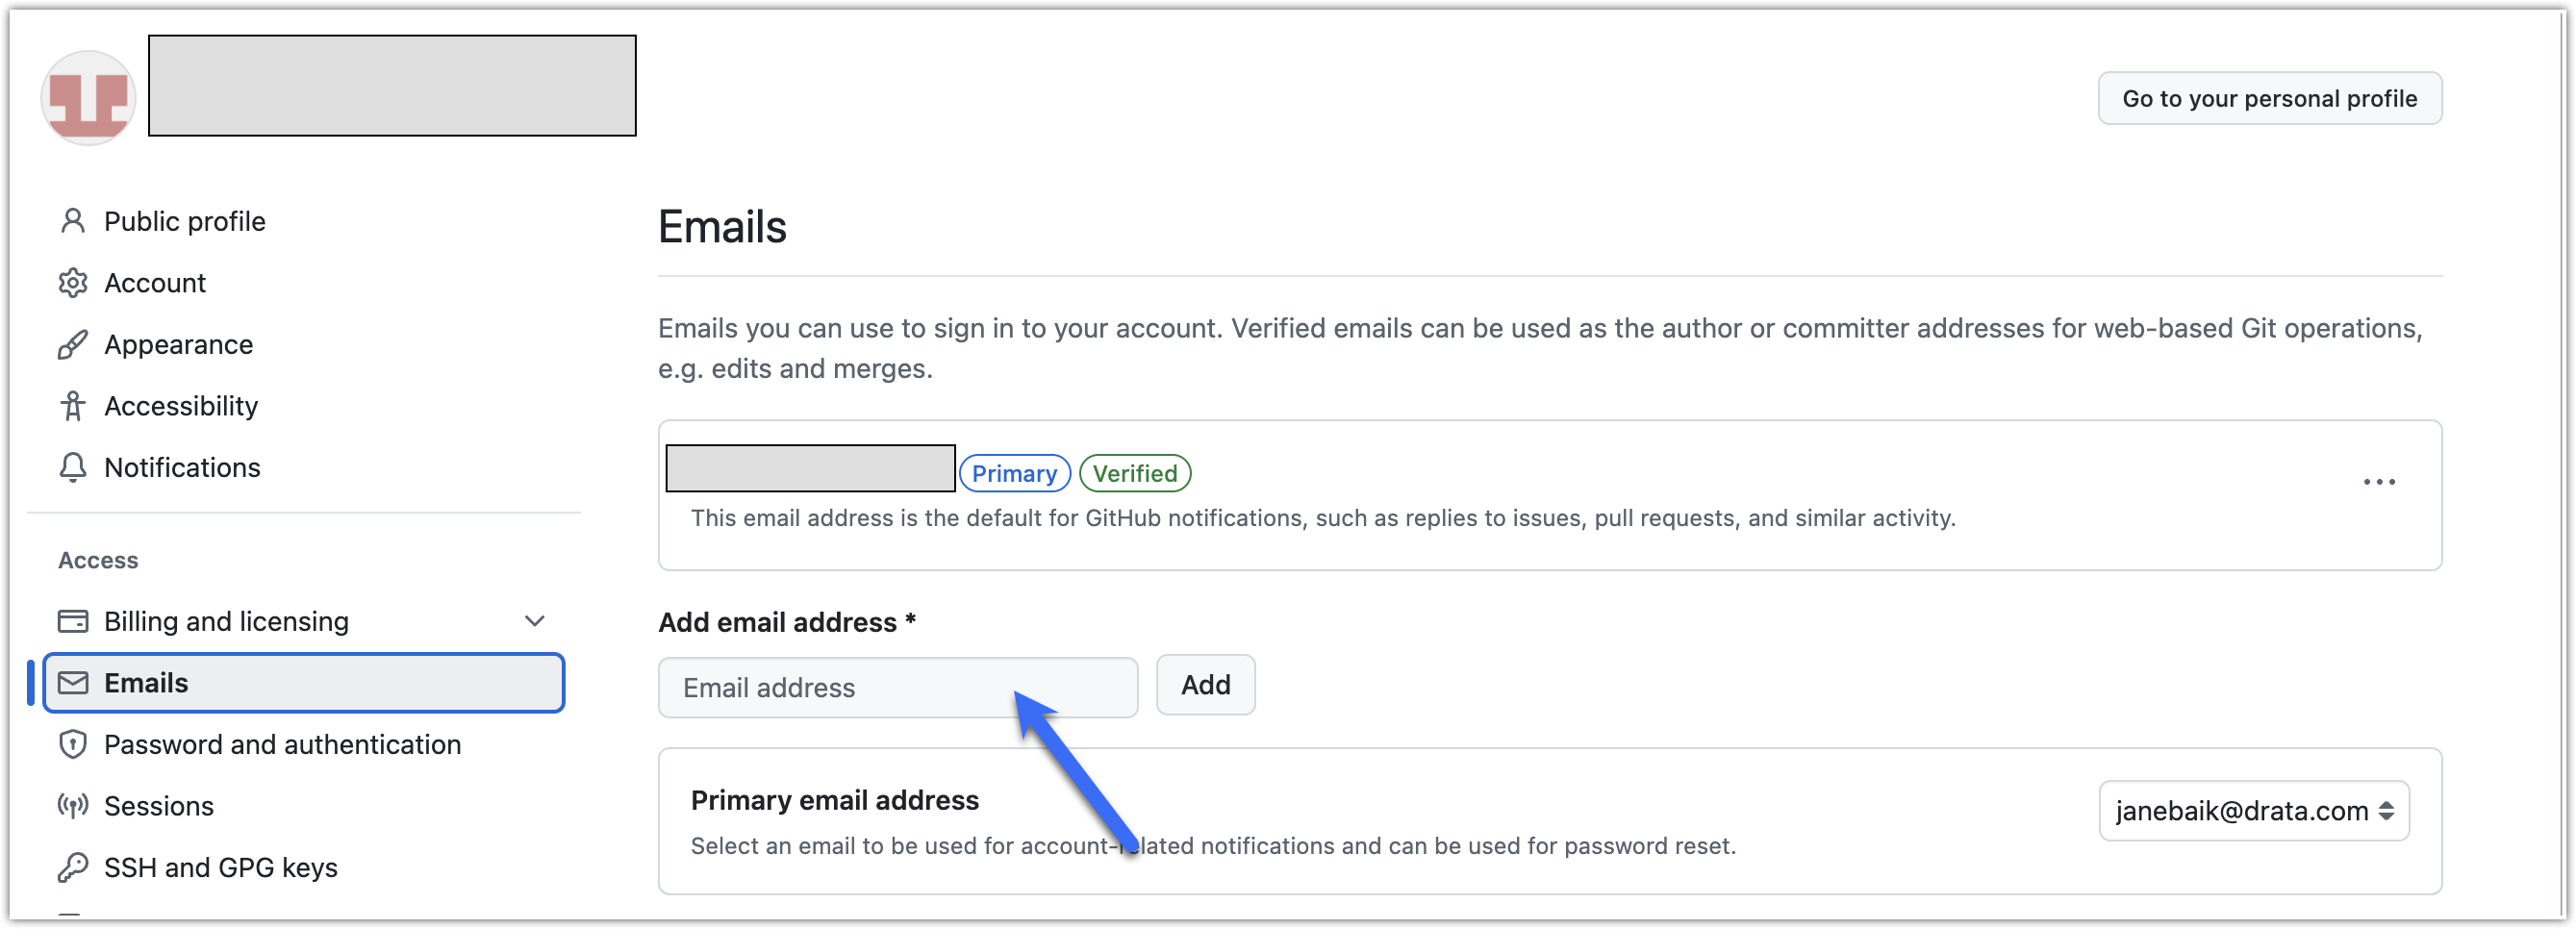 Go to your personal profile
Public profile
Account
Appearance
Accessibility
Notifications
Access
Billing and licensing
Emails
Password and authentication
Sessions
SSH and GPG keys
Emails
Emails you can use to sign in to your account. Verified emails can be used as the author or committer addresses for web-based Git operations,
e.g. edits and merges.
Primary Verified
This email address is the default for GitHub notifications, such as replies to issues, pull requests, and similar activity.
Add email address *
Email address Add
Primary email address
janebaik@drata.com
Select an email to be used for account-related notifications and can be used for password reset.